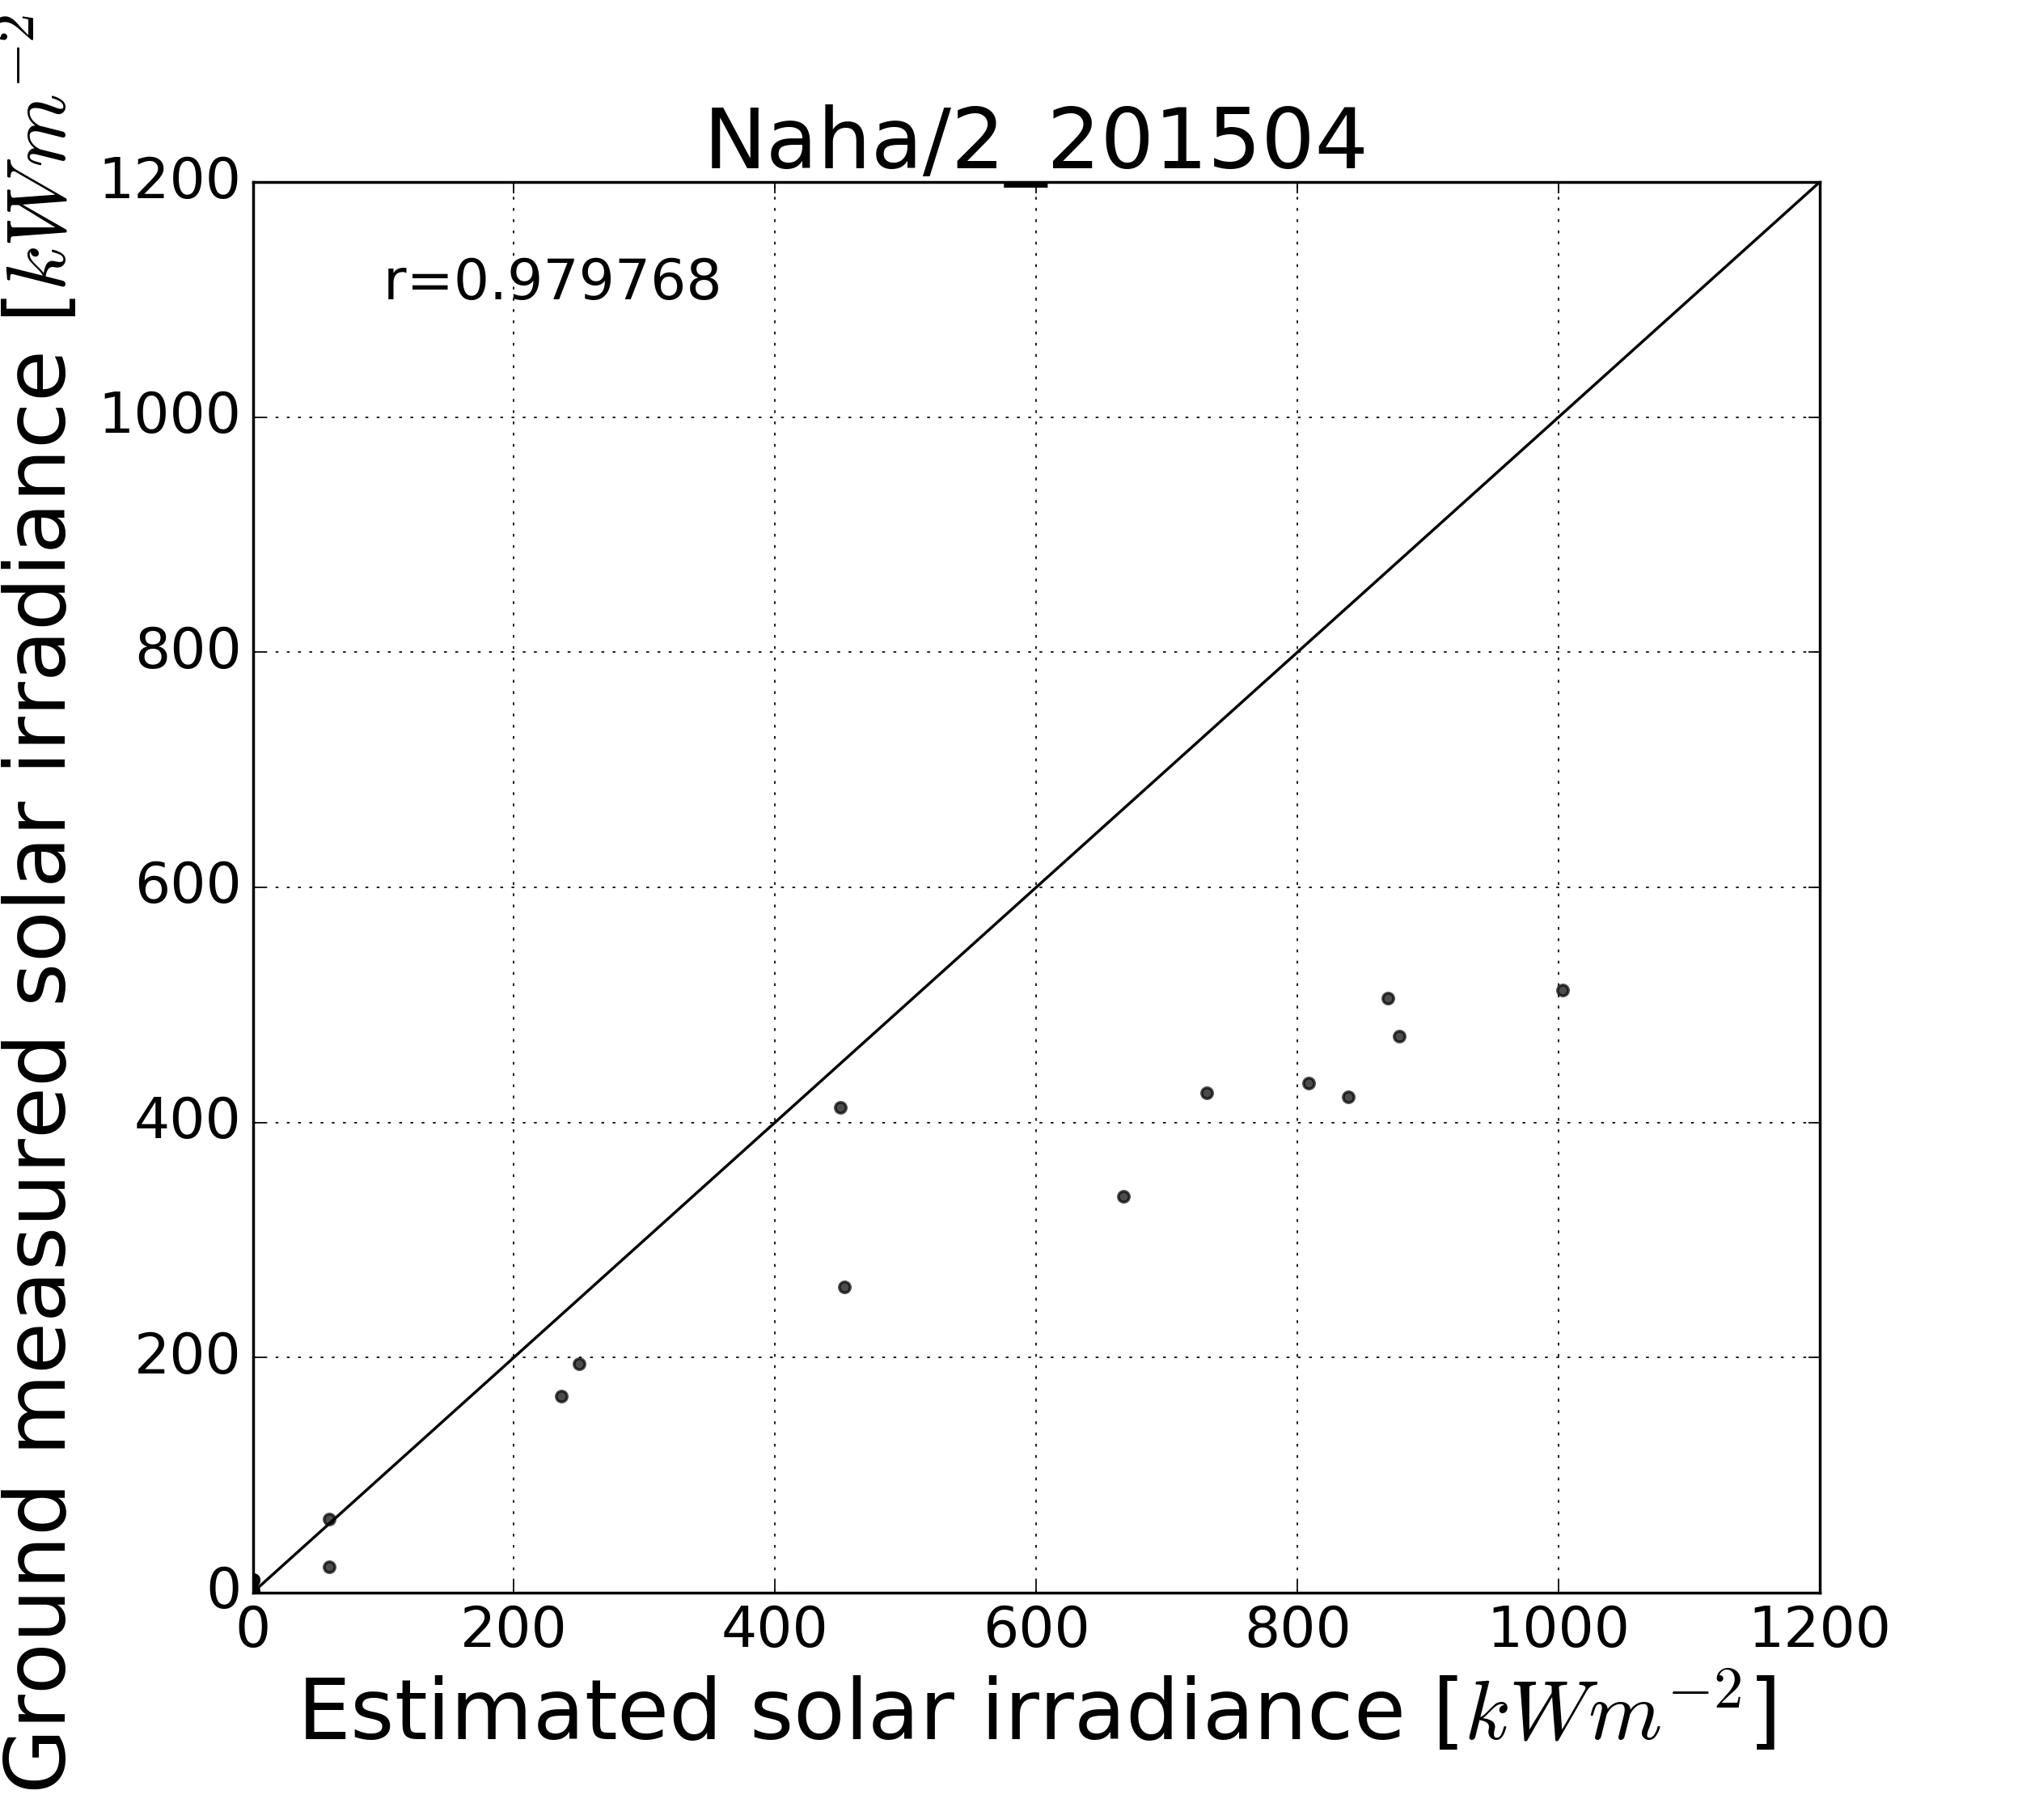 Naha/2_201504
r=0.979768
1200
1000
800
600
400
200
0
0 200 400 600 800 1000 1200
Estimated solar irradiance [kWm⁻²]
Ground measured solar irradiance [kWm⁻²